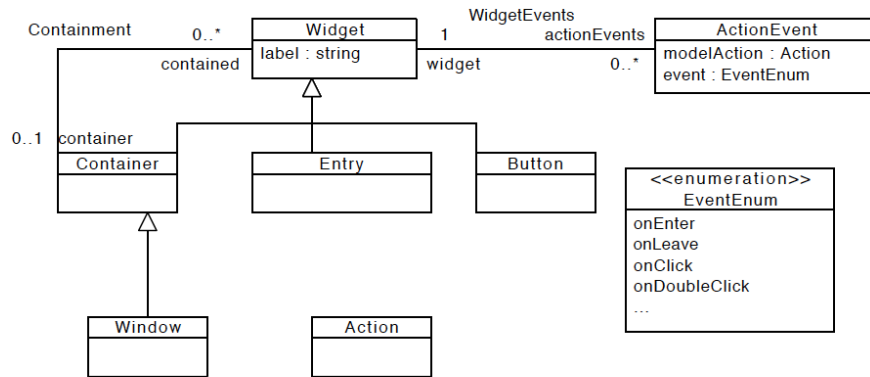 Containment
0..*
Widget
label : string
contained
1
widget
WidgetEvents
actionEvents
0..*
ActionEvent
modelAction : Action
event : EventEnum
0..1 container
Container
Entry
Button
<<enumeration>>
EventEnum
onEnter
onLeave
onClick
onDoubleClick
...
Window
Action